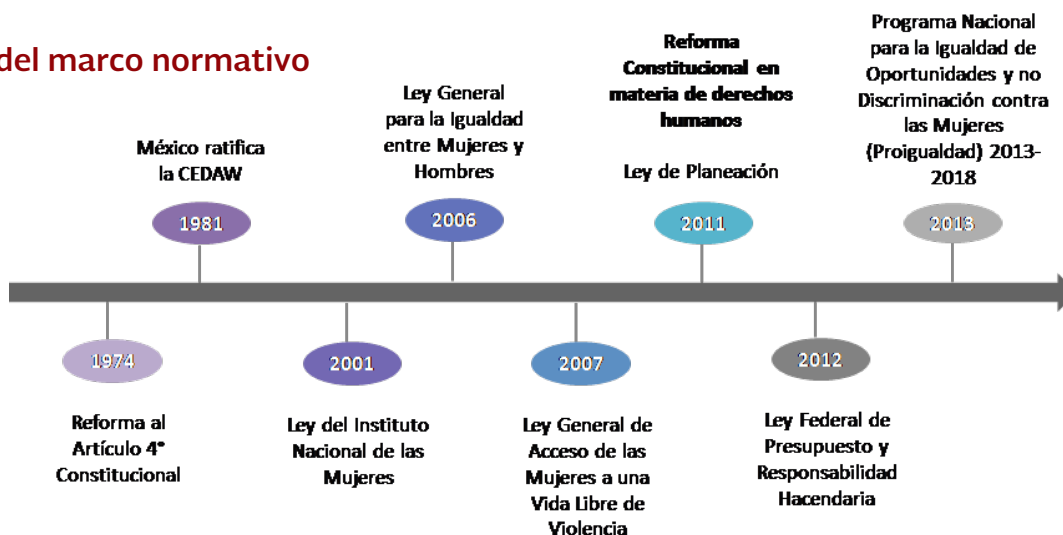 del marco normativo
México ratifica
la CEDAW
1981
Ley General
para la Igualdad
entre Mujeres y
Hombres
2006
Reforma
Constitucional en
materia de derechos
humanos
Ley de Planeación
2011
Programa Nacional
para la Igualdad de
Oportunidades y no
Discriminación contra
las Mujeres
(Proigualdad) 2013-
2018
2013
1974
Reforma al
Artículo 4°
Constitucional
2001
Ley del Instituto
Nacional de las
Mujeres
2007
Ley General de
Acceso de las
Mujeres a una
Vida Libre de
Violencia
2012
Ley Federal de
Presupuesto y
Responsabilidad
Hacendaria